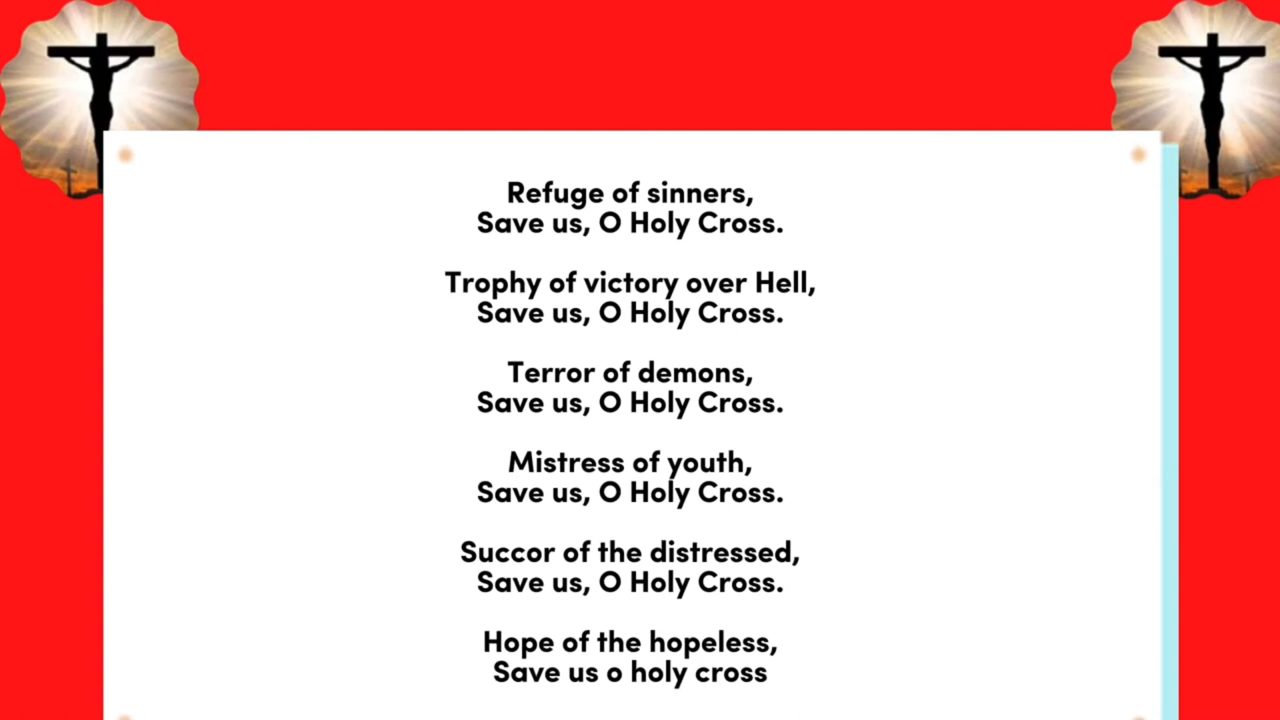 Refuge of sinners,
Save us, O Holy Cross.
Trophy of victory over Hell,
Save us, O Holy Cross.
Terror of demons,
Save us, O Holy Cross.
Mistress of youth,
Save us, O Holy Cross.
Succor of the distressed,
Save us, O Holy Cross.
Hope of the hopeless,
Save us o holy cross